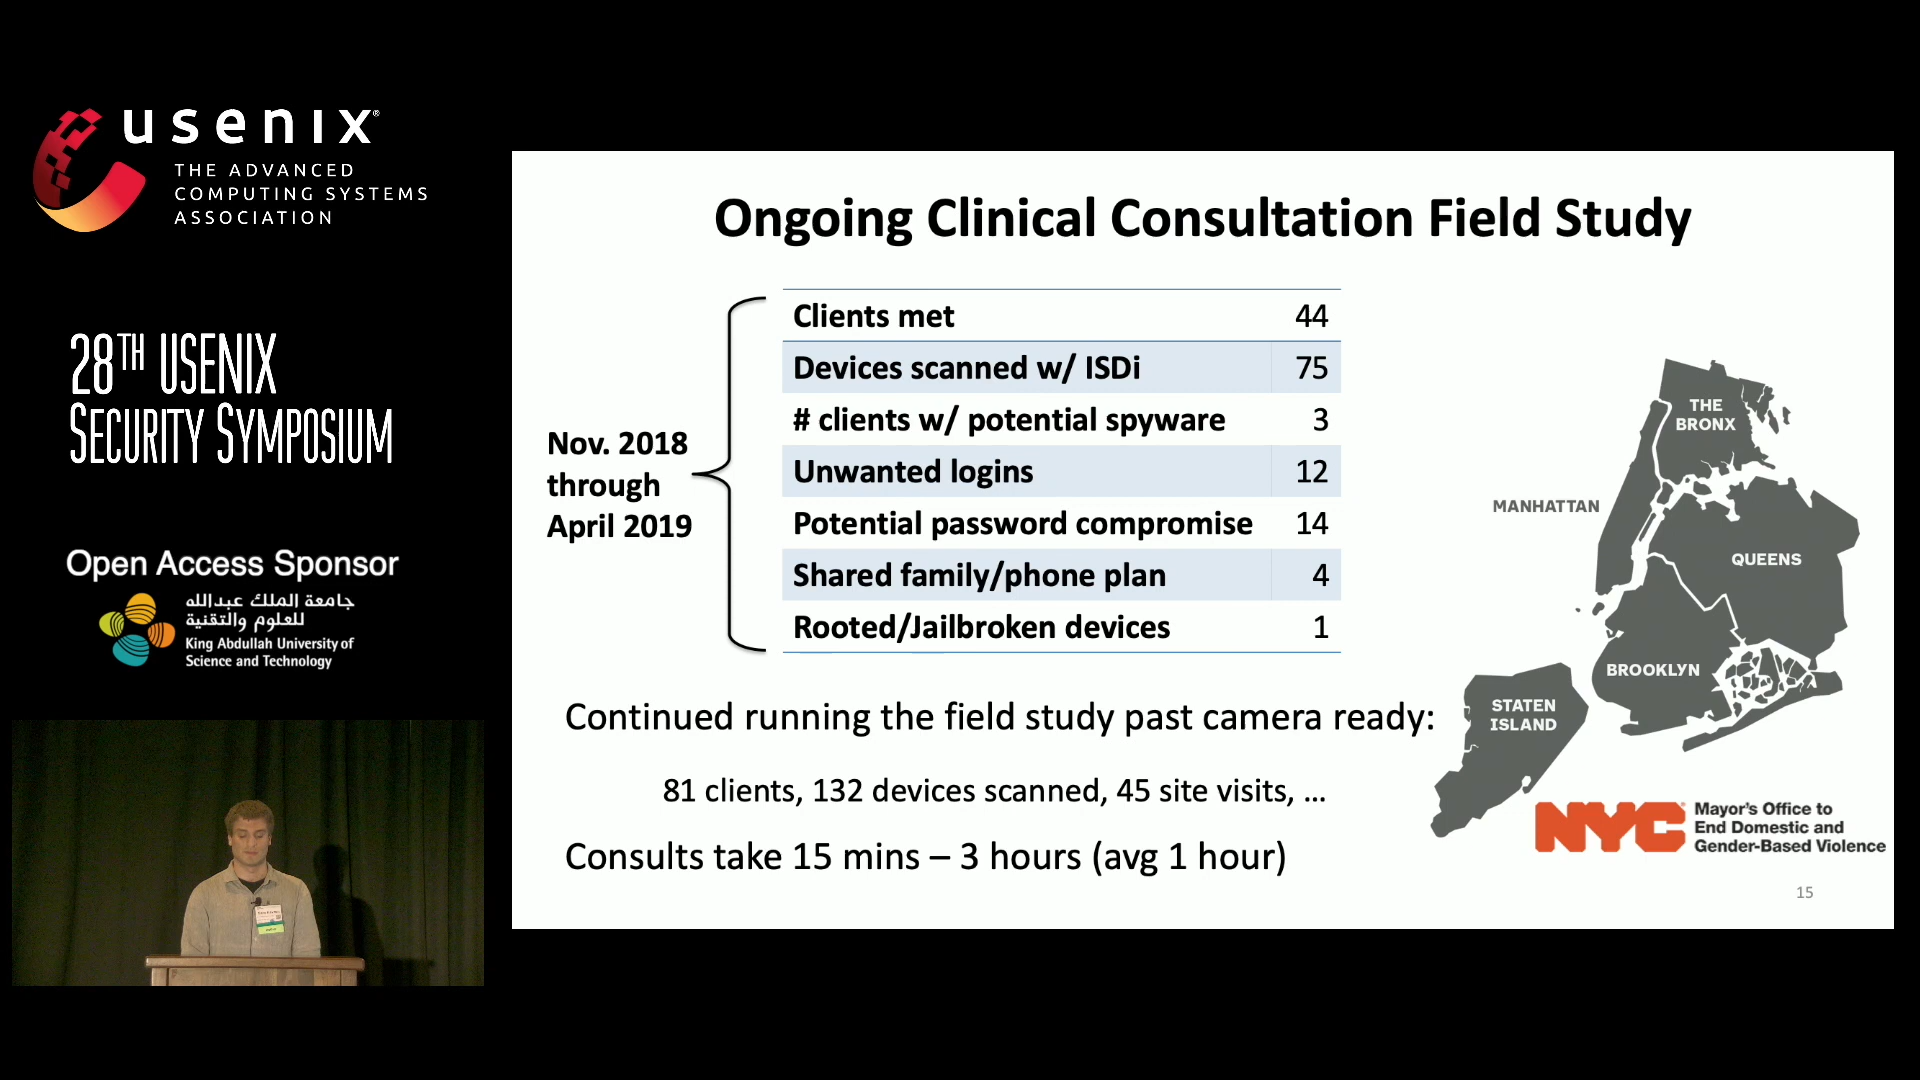 usenix®
THE ADVANCED
COMPUTING SYSTEMS
ASSOCIATION
28TH USENIX
SECURITY SYMPOSIUM
Open Access Sponsor
جامعة الملك عبدالله
للعلوم والتقنية
King Abdullah University of
Science and Technology
Ongoing Clinical Consultation Field Study
Nov. 2018
through
April 2019
Clients met 44
Devices scanned w/ ISDi 75
# clients w/ potential spyware 3
Unwanted logins 12
Potential password compromise 14
Shared family/phone plan 4
Rooted/Jailbroken devices 1
THE
BRONX
MANHATTAN
QUEENS
BROOKLYN
STATEN
ISLAND
Continued running the field study past camera ready:
81 clients, 132 devices scanned, 45 site visits, ...
Consults take 15 mins – 3 hours (avg 1 hour)
NYC
Mayor's Office to
End Domestic and
Gender-Based Violence
15